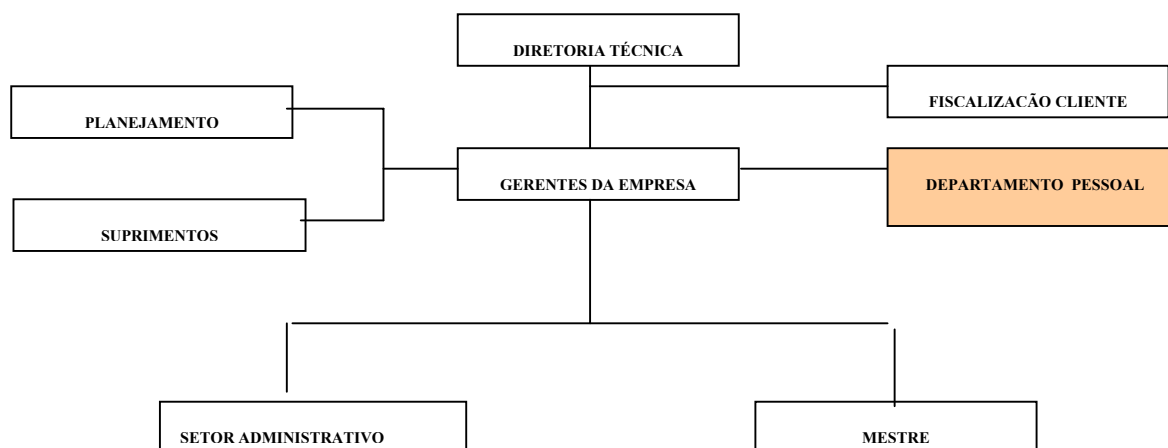 DIRETORIA TÉCNICA
FISCALIZACÃO CLIENTE
PLANEJAMENTO
GERENTES DA EMPRESA
DEPARTAMENTO PESSOAL
SUPRIMENTOS
SETOR ADMINISTRATIVO
MESTRE